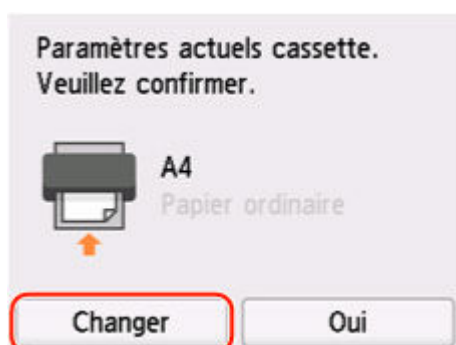 Paramètres actuels cassette.
Veuillez confirmer.
A4
Papier ordinaire
Changer
Oui